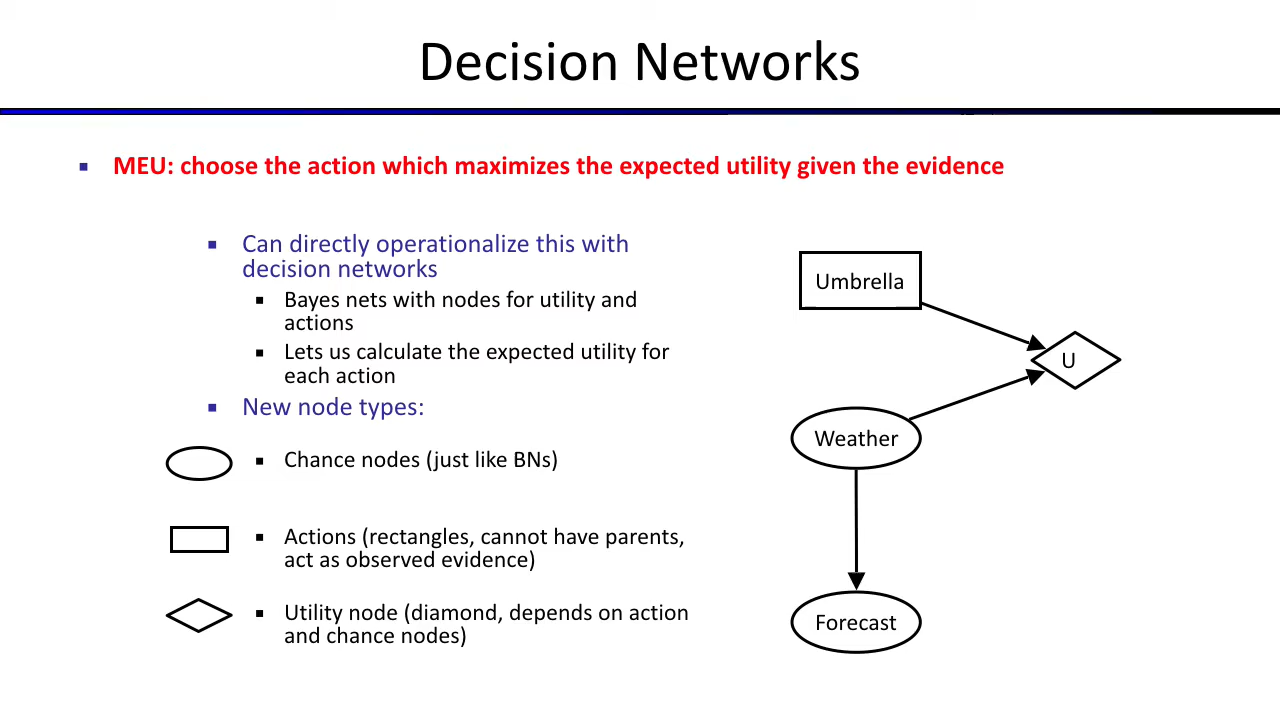 Decision Networks
MEU: choose the action which maximizes the expected utility given the evidence
Can directly operationalize this with
decision networks
Bayes nets with nodes for utility and
actions
Lets us calculate the expected utility for
each action
New node types:
Chance nodes (just like BNs)
Actions (rectangles, cannot have parents,
act as observed evidence)
Utility node (diamond, depends on action
and chance nodes)
Umbrella
U
Weather
Forecast